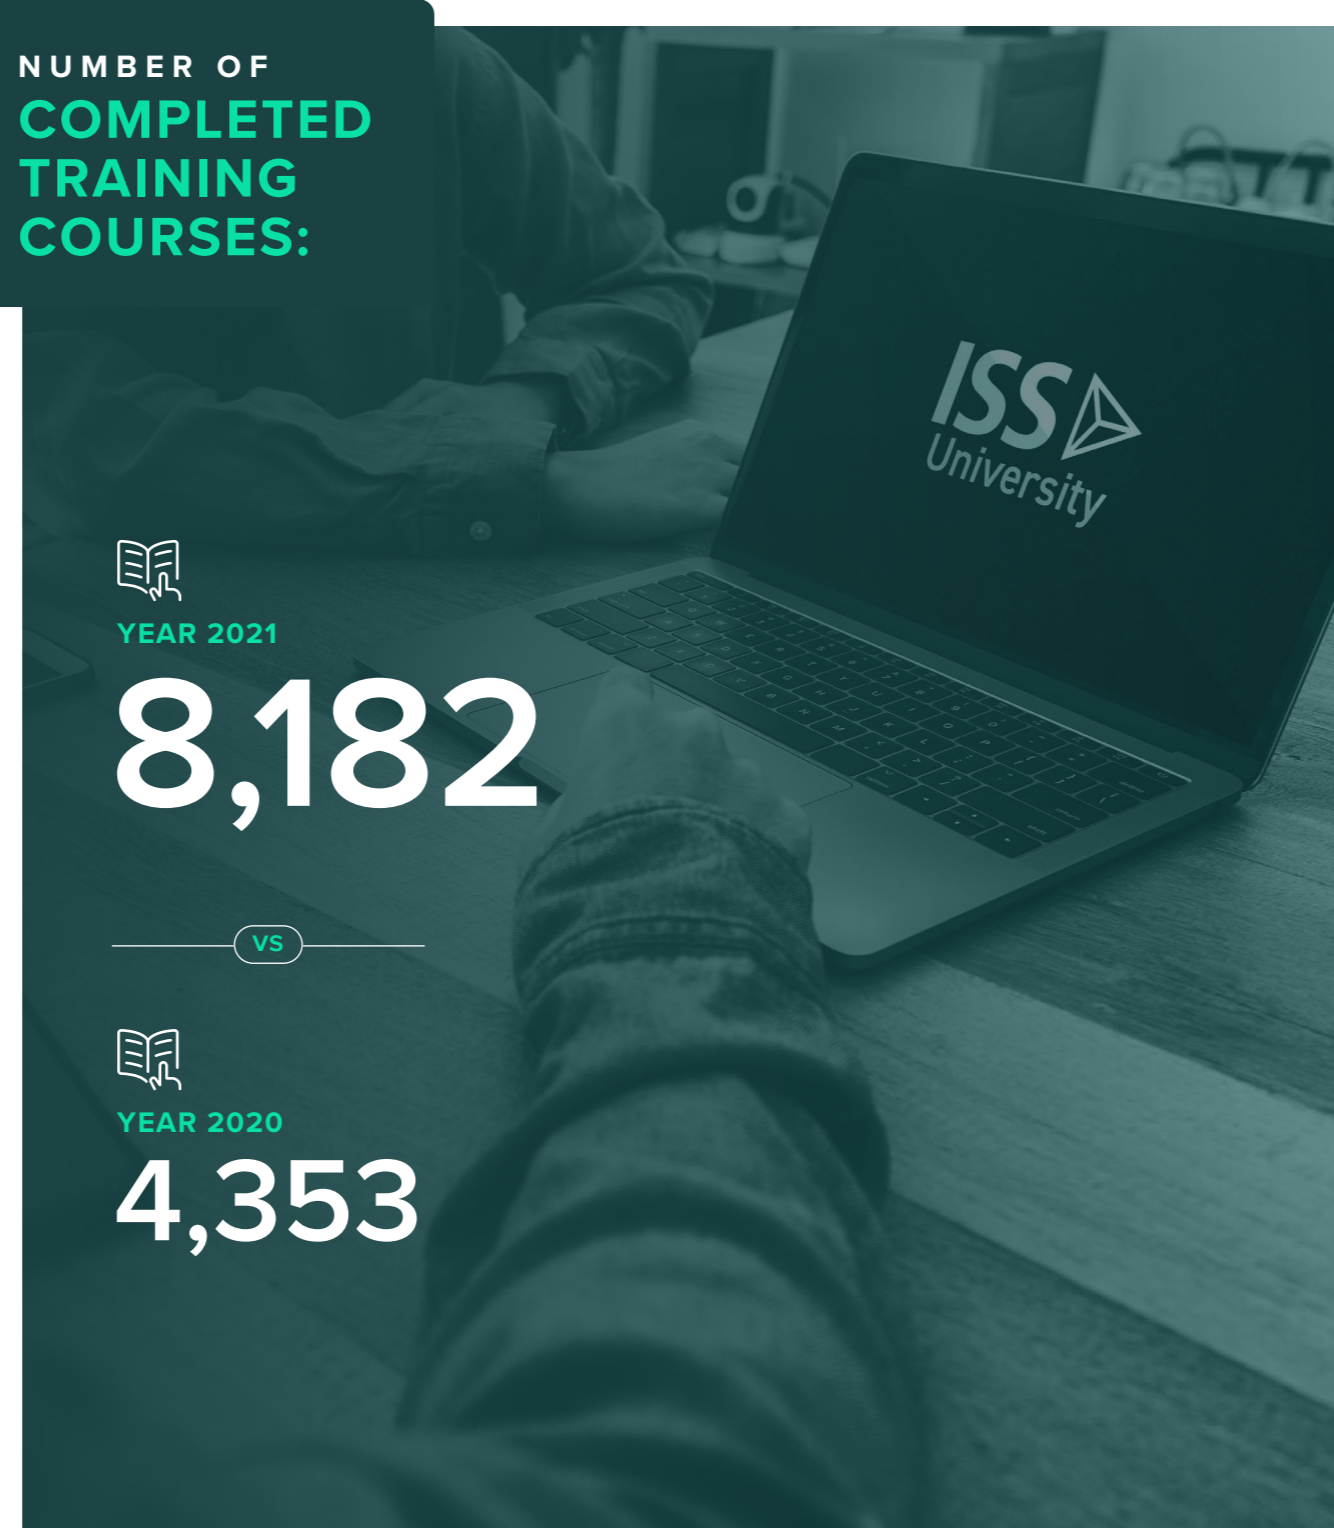 NUMBER OF
COMPLETED
TRAINING
COURSES:
ISS
University
YEAR 2021
8,182
VS
YEAR 2020
4,353